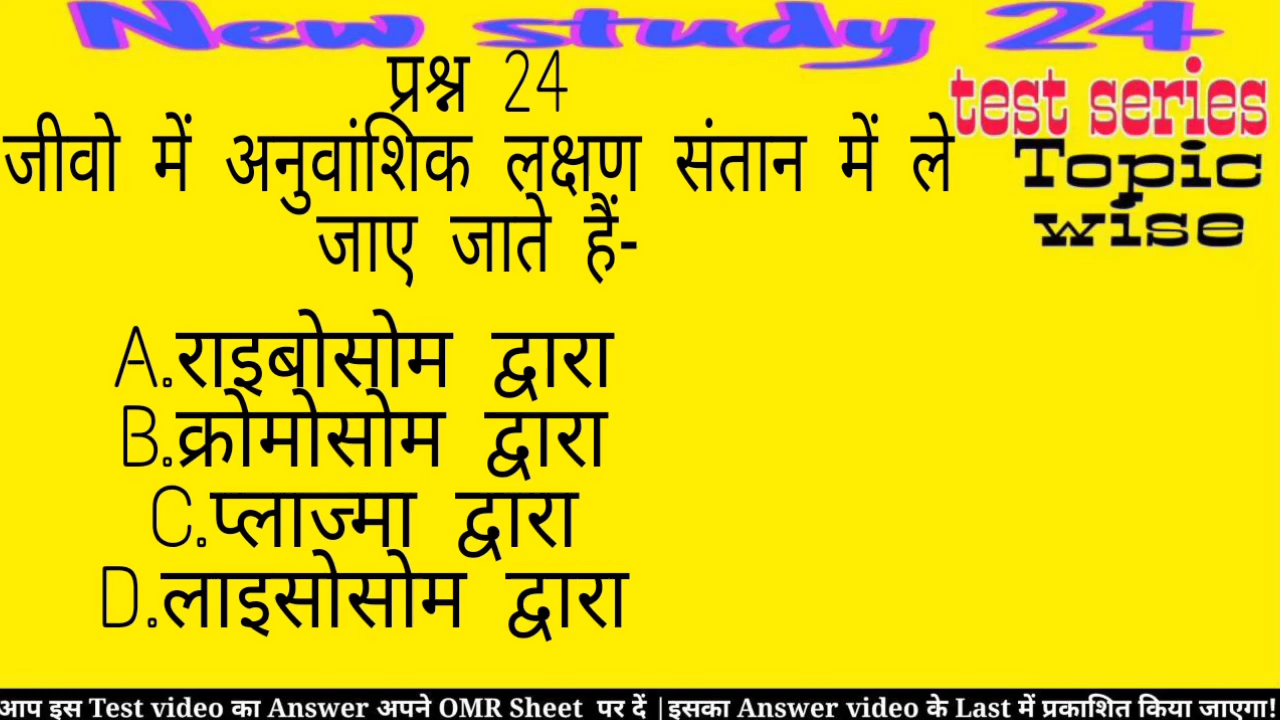 New study 24
प्रश्न 24
test series
Topic
wise
जीवो में अनुवांशिक लक्षण संतान में ले
जाए जाते हैं-
A.राइबोसोम द्वारा
B.क्रोमोसोम द्वारा
C.प्लाज्मा द्वारा
D.लाइसोसोम द्वारा
आप इस Test video का Answer अपने OMR Sheet पर दें |इसका Answer video के Last में प्रकाशित किया जाएगा!